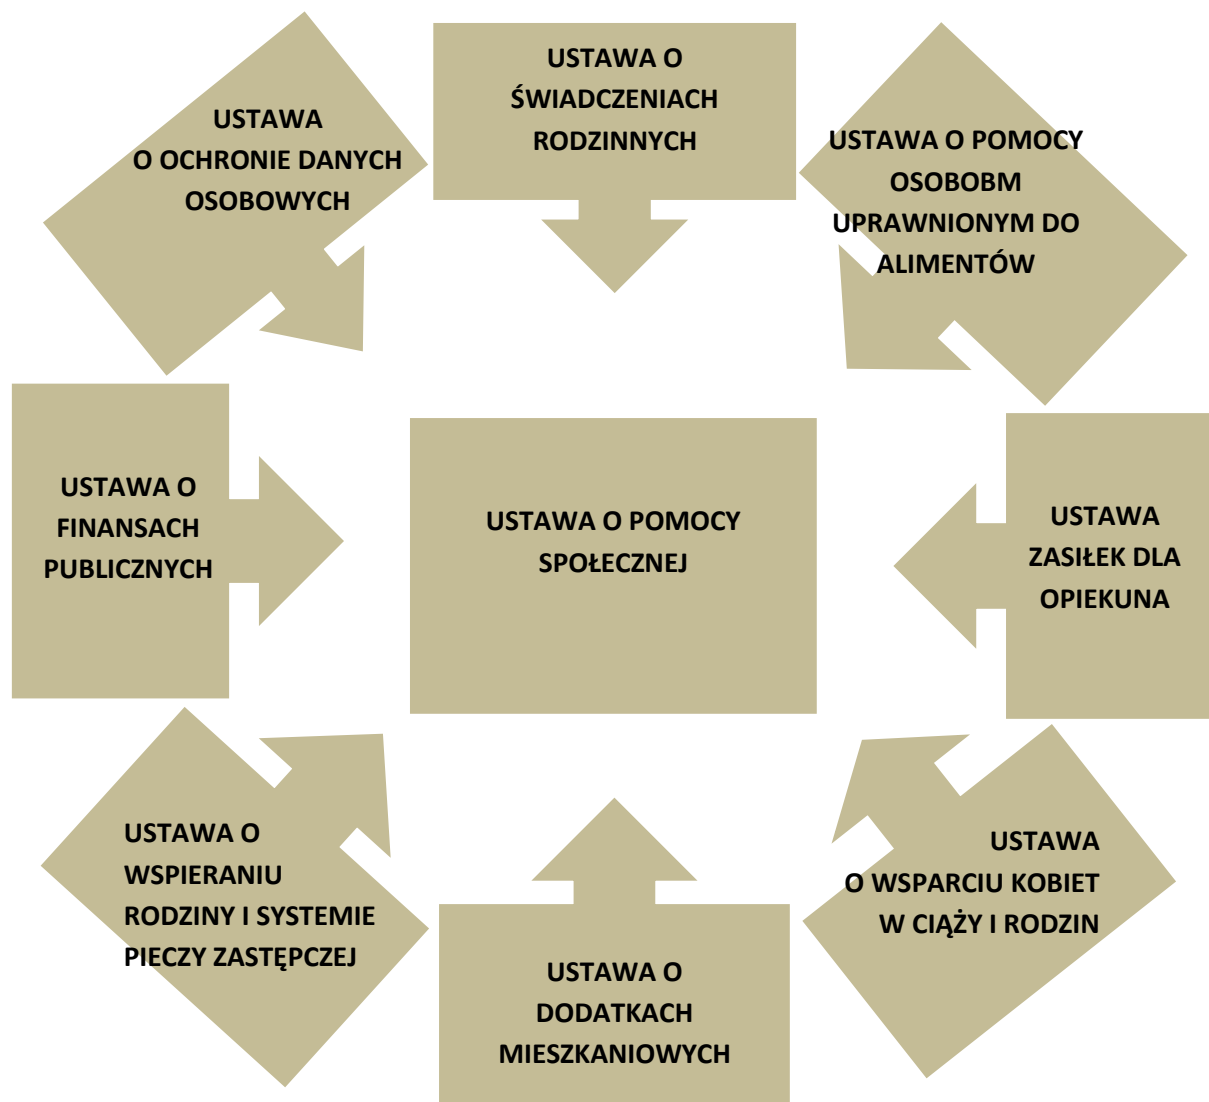 USTAWA O
ŚWIADCZENIACH
RODZINNYCH
USTAWA
O OCHRONIE DANYCH
OSOBOWYCH
USTAWA O POMOCY
OSOBOBM
UPRAWNIONYM DO
ALIMENTÓW
USTAWA O
FINANSACH
PUBLICZNYCH
USTAWA O POMOCY
SPOŁECZNEJ
USTAWA
ZASIŁEK DLA
OPIEKUNA
USTAWA O
WSPIERANIU
RODZINY I SYSTEMIE
PIECZY ZASTĘPCZEJ
USTAWA
O WSPARCIU KOBIET
W CIĄŻY I RODZIN
USTAWA O
DODATKACH
MIESZKANIOWYCH